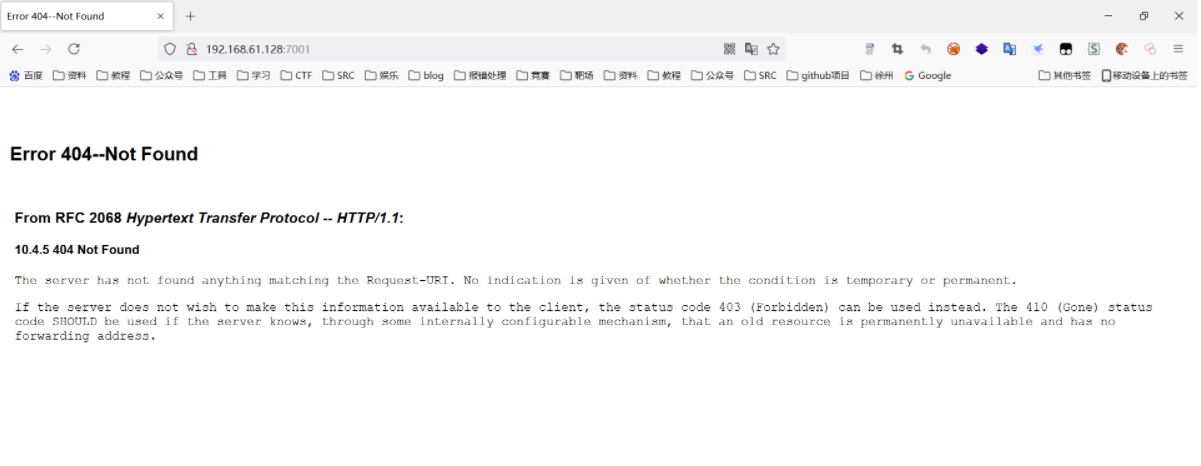 Error 404--Not Found
192.168.61.128:7001
百度 资料 教程 公众号 工具 学习 CTF SRC 娱乐 blog 报错处理 竞赛 靶场 资料 教程 公众号 SRC github项目 徐州 Google 其他书签 移动设备上的书签
Error 404--Not Found
From RFC 2068 Hypertext Transfer Protocol -- HTTP/1.1:
10.4.5 404 Not Found
The server has not found anything matching the Request-URI. No indication is given of whether the condition is temporary or permanent.
If the server does not wish to make this information available to the client, the status code 403 (Forbidden) can be used instead. The 410 (Gone) status
code SHOULD be used if the server knows, through some internally configurable mechanism, that an old resource is permanently unavailable and has no
forwarding address.